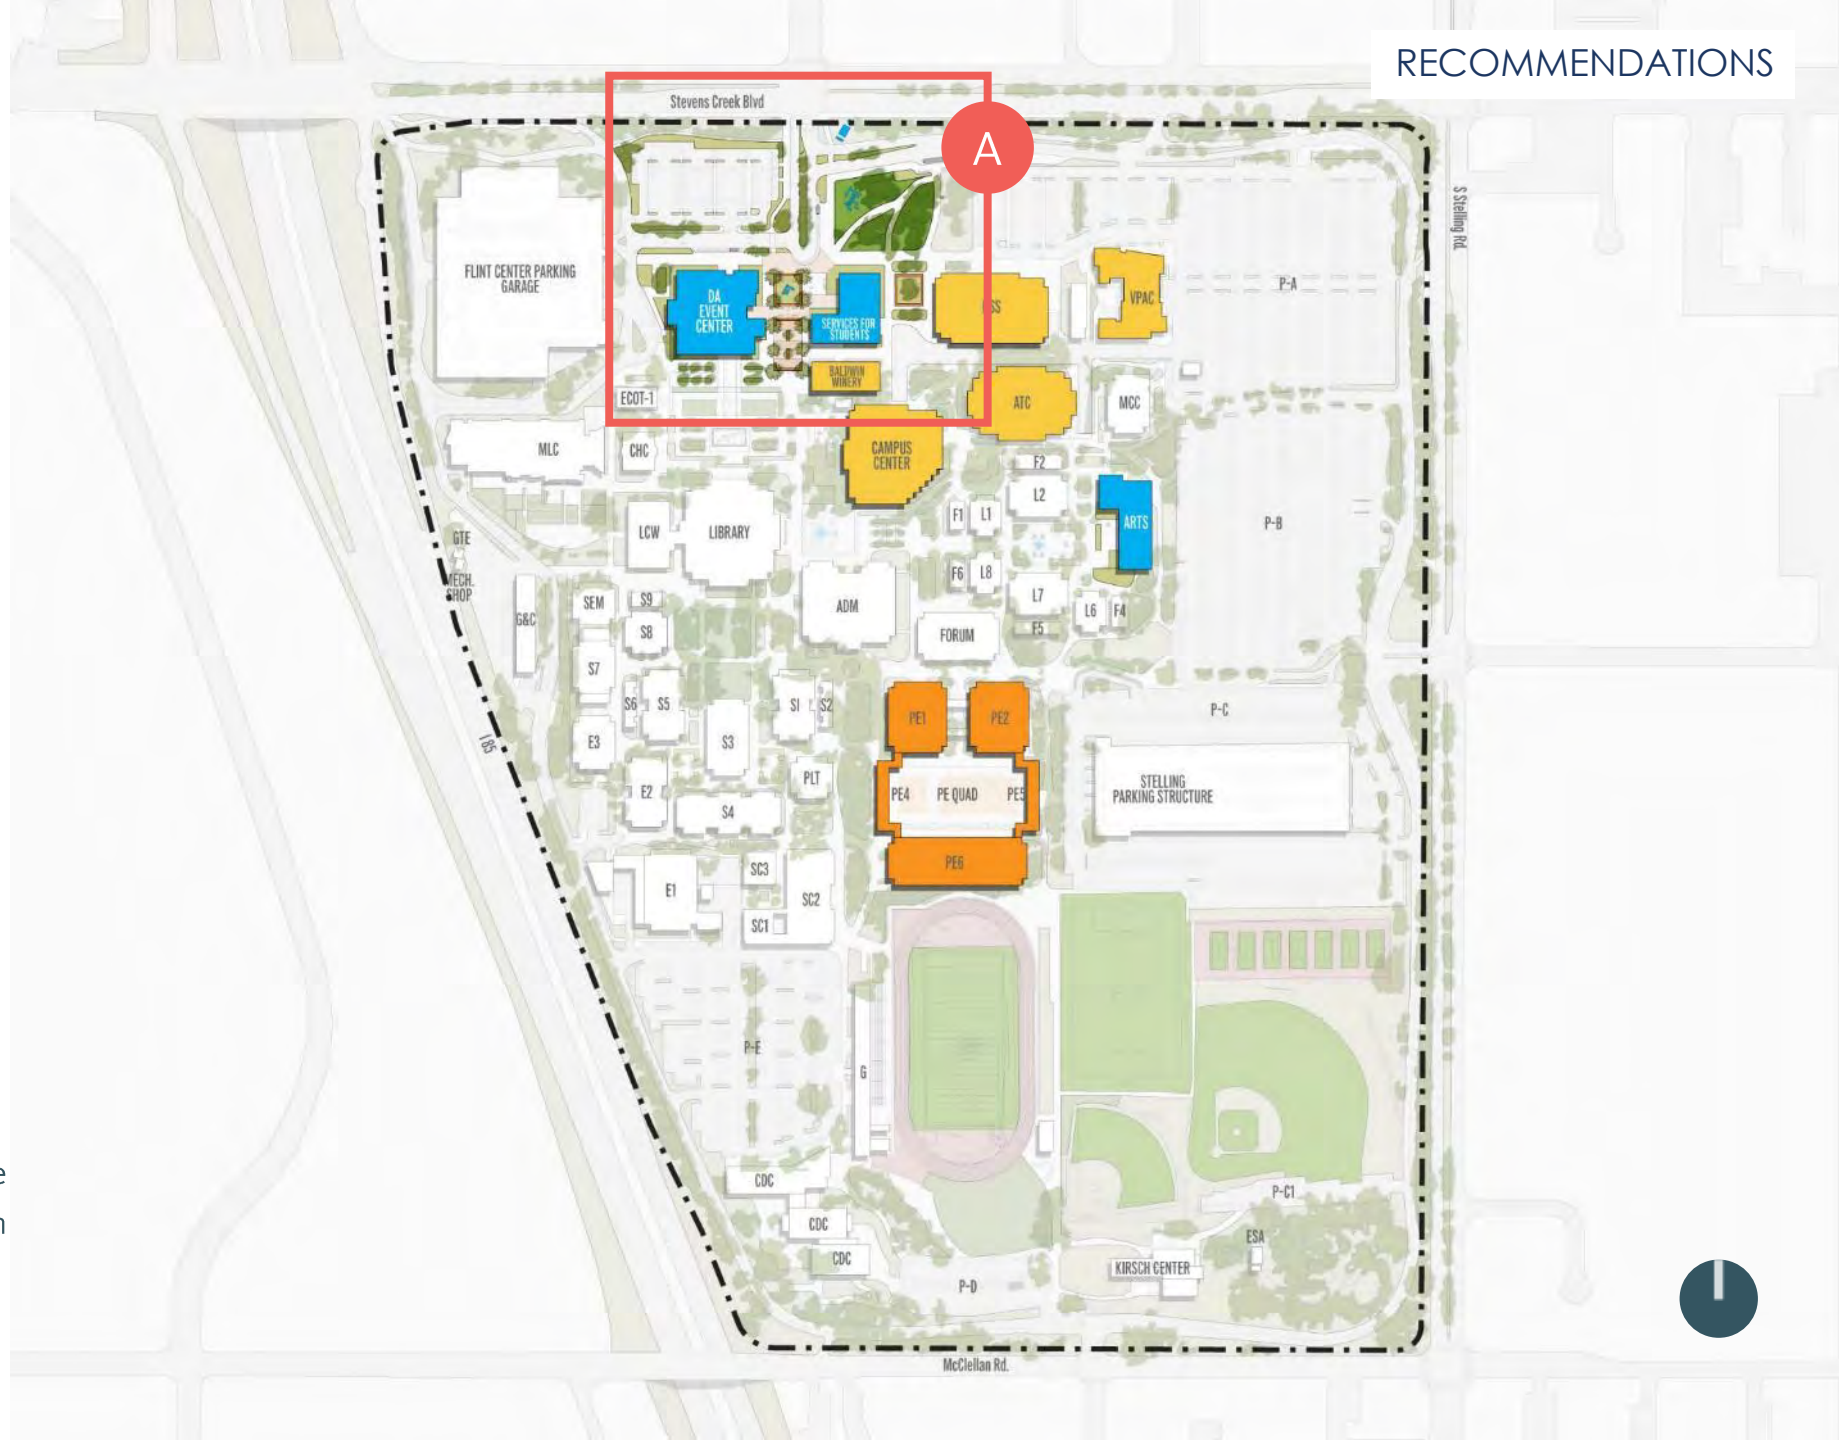 RECOMMENDATIONS
Stevens Creek Blvd
A
S Stelling Rd.
FLINT CENTER PARKING
GARAGE
DA
EVENT
CENTER
SERVICES FOR
STUDENTS
VPAC
P-A
BALDWIN
WINERY
ECOT-1
ATC
MCC
MLC
CHC
CAMPUS
CENTER
F2
L2
LCW
LIBRARY
F1
L1
ARTS
P-B
GTE
MECH.
SHOP
F6
L8
G&C
SEM
S9
S8
ADM
L7
L6
F4
F5
FORUM
S7
S6
S5
S1
S2
PE1
PE2
P-C
I 85
E3
S3
PLT
STELLING
PARKING STRUCTURE
E2
S4
PE4
PE QUAD
PE5
PE6
E1
SC3
SC2
SC1
P-E
G
CDC
P-C1
CDC
ESA
CDC
KIRSCH CENTER
P-D
McClellan Rd.